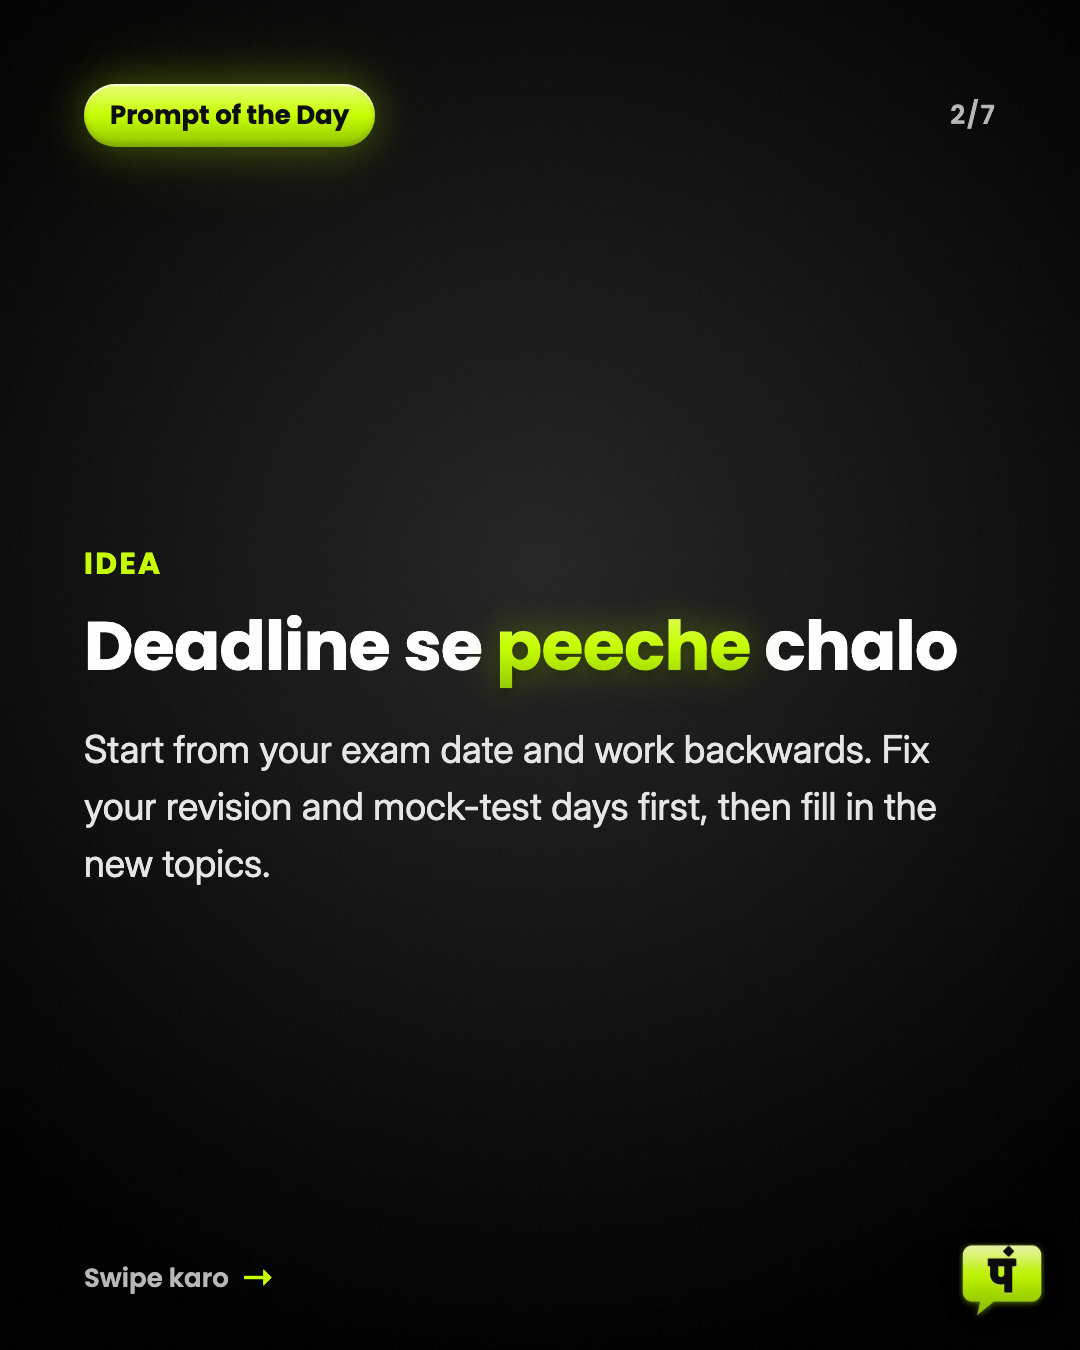 Prompt of the Day
2/7
IDEA
Deadline se peeche chalo
Start from your exam date and work backwards. Fix
your revision and mock-test days first, then fill in the
new topics.
Swipe karo →
पं